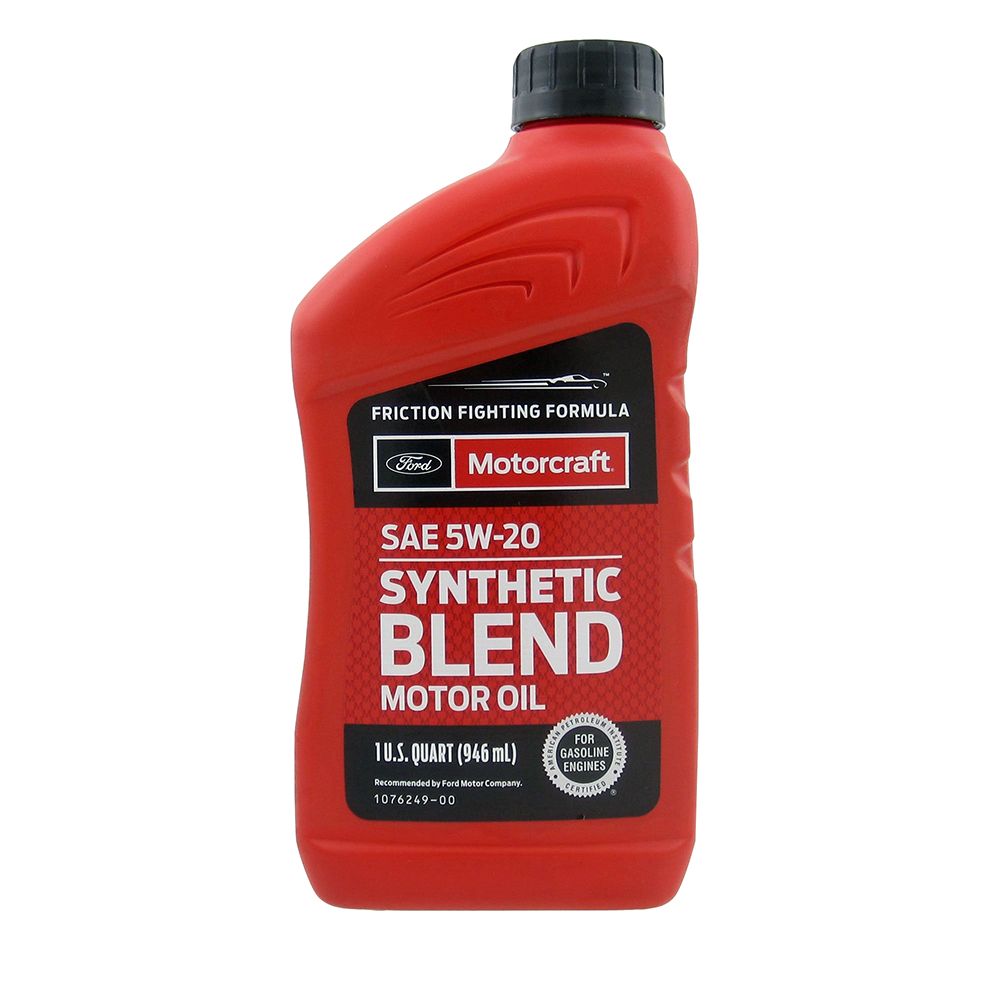 ™
FRICTION FIGHTING FORMULA
Ford Motorcraft®
SAE 5W-20
SYNTHETIC
BLEND
MOTOR OIL
1 U.S. QUART (946 mL)
Recommended by Ford Motor Company.
1076249-00
AMERICAN PETROLEUM INSTITUTE
FOR
GASOLINE
ENGINES
CERTIFIED
®